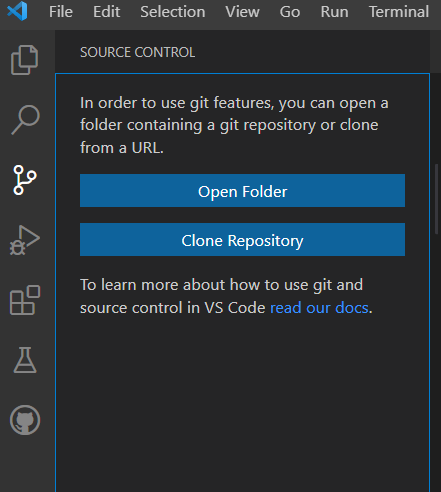 File Edit Selection View Go Run Terminal
SOURCE CONTROL
In order to use git features, you can open a
folder containing a git repository or clone
from a URL.
Open Folder
Clone Repository
To learn more about how to use git and
source control in VS Code read our docs.